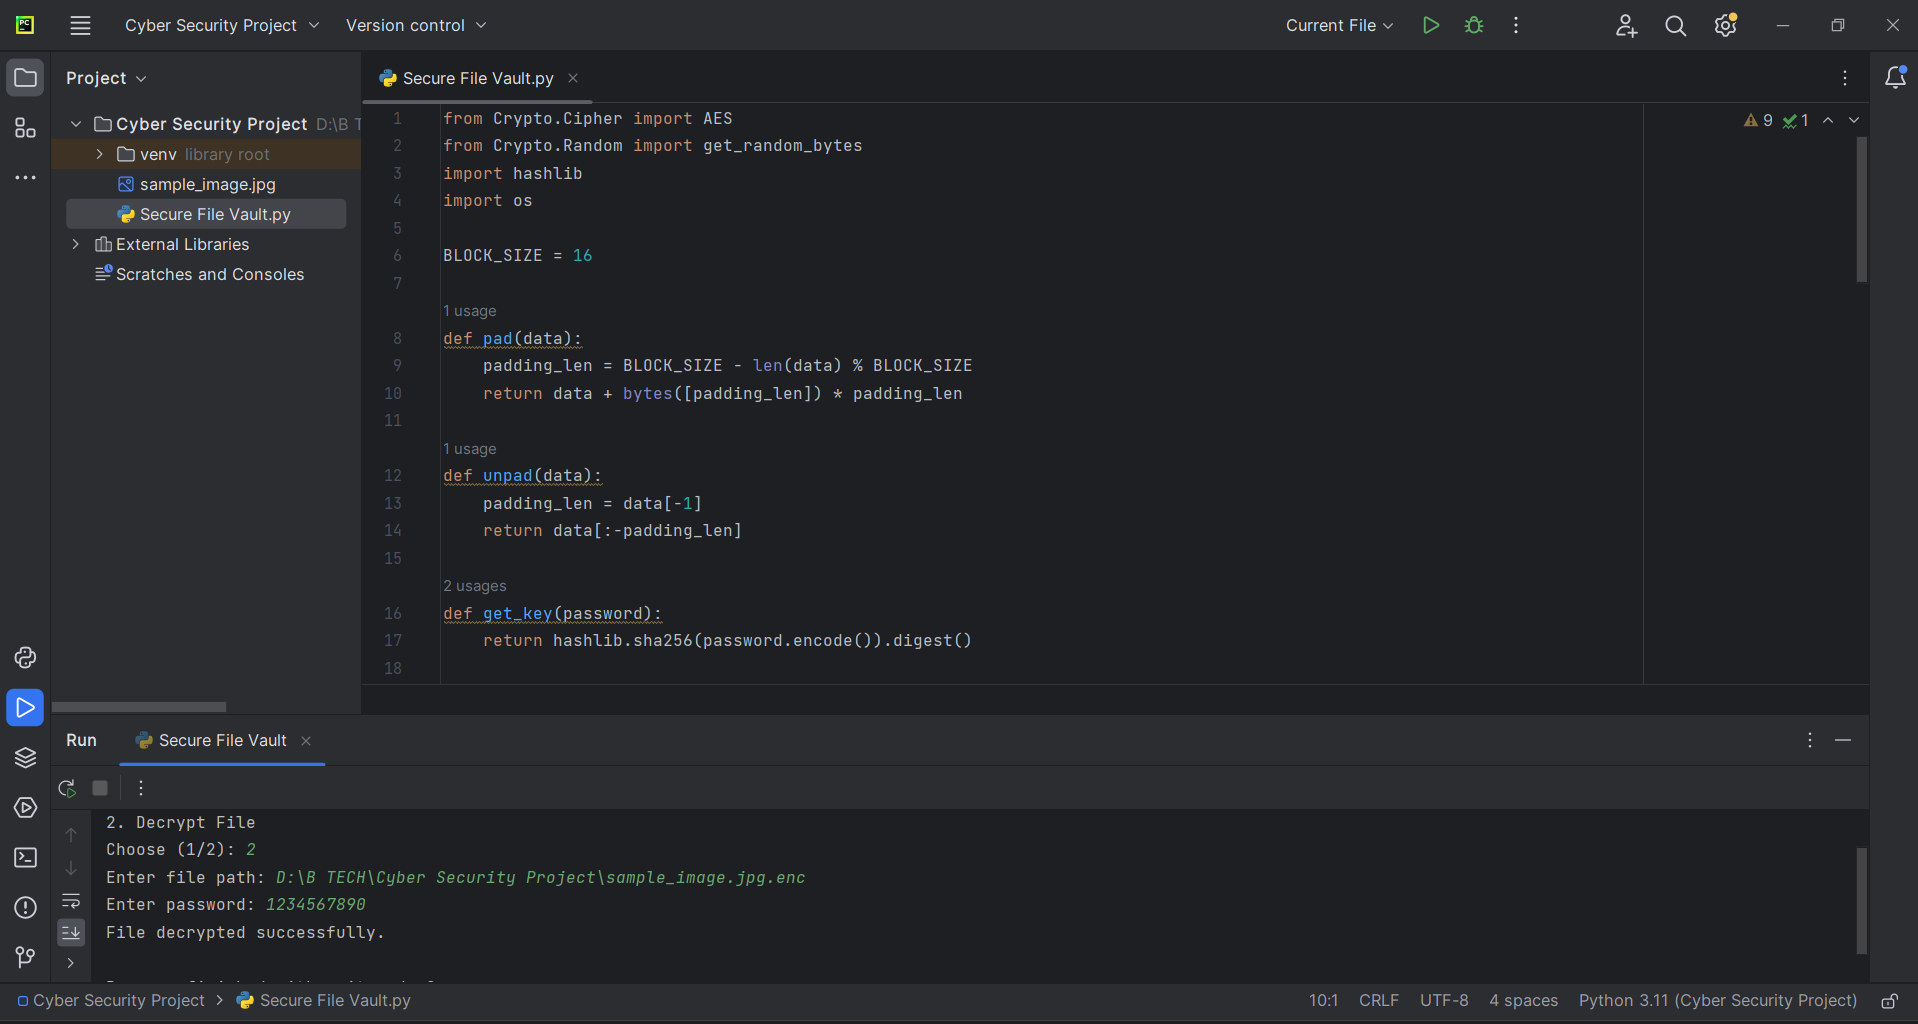 PC
Cyber Security Project
Version control
Current File
Project
Cyber Security Project D:\B T
venv library root
sample_image.jpg
Secure File Vault.py
External Libraries
Scratches and Consoles
Secure File Vault.py
9 1
1 from Crypto.Cipher import AES
2 from Crypto.Random import get_random_bytes
3 import hashlib
4 import os
5
6 BLOCK_SIZE = 16
7
1 usage
8 def pad(data):
9 padding_len = BLOCK_SIZE - len(data) % BLOCK_SIZE
10 return data + bytes([padding_len]) * padding_len
11
1 usage
12 def unpad(data):
13 padding_len = data[-1]
14 return data[:-padding_len]
15
2 usages
16 def get_key(password):
17 return hashlib.sha256(password.encode()).digest()
18
Run
Secure File Vault
2. Decrypt File
Choose (1/2): 2
Enter file path: D:\B TECH\Cyber Security Project\sample_image.jpg.enc
Enter password: 1234567890
File decrypted successfully.
Cyber Security Project > Secure File Vault.py
10:1 CRLF UTF-8 4 spaces Python 3.11 (Cyber Security Project)